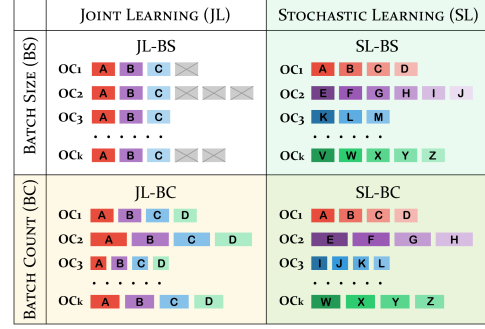 JOINT LEARNING (JL)
STOCHASTIC LEARNING (SL)
BATCH SIZE (BS)
JL-BS
OC1 A B C
OC2 A B C
OC3 A B C
. . . . . .
OCk A B C
SL-BS
OC1 A B C D
OC2 E F G H I J
OC3 K L M
. . . . . .
OCk V W X Y Z
BATCH COUNT (BC)
JL-BC
OC1 A B C D
OC2 A B C D
OC3 A B C D
. . . . . .
OCk A B C D
SL-BC
OC1 A B C D
OC2 E F G H
OC3 I J K L
. . . . . .
OCk W X Y Z